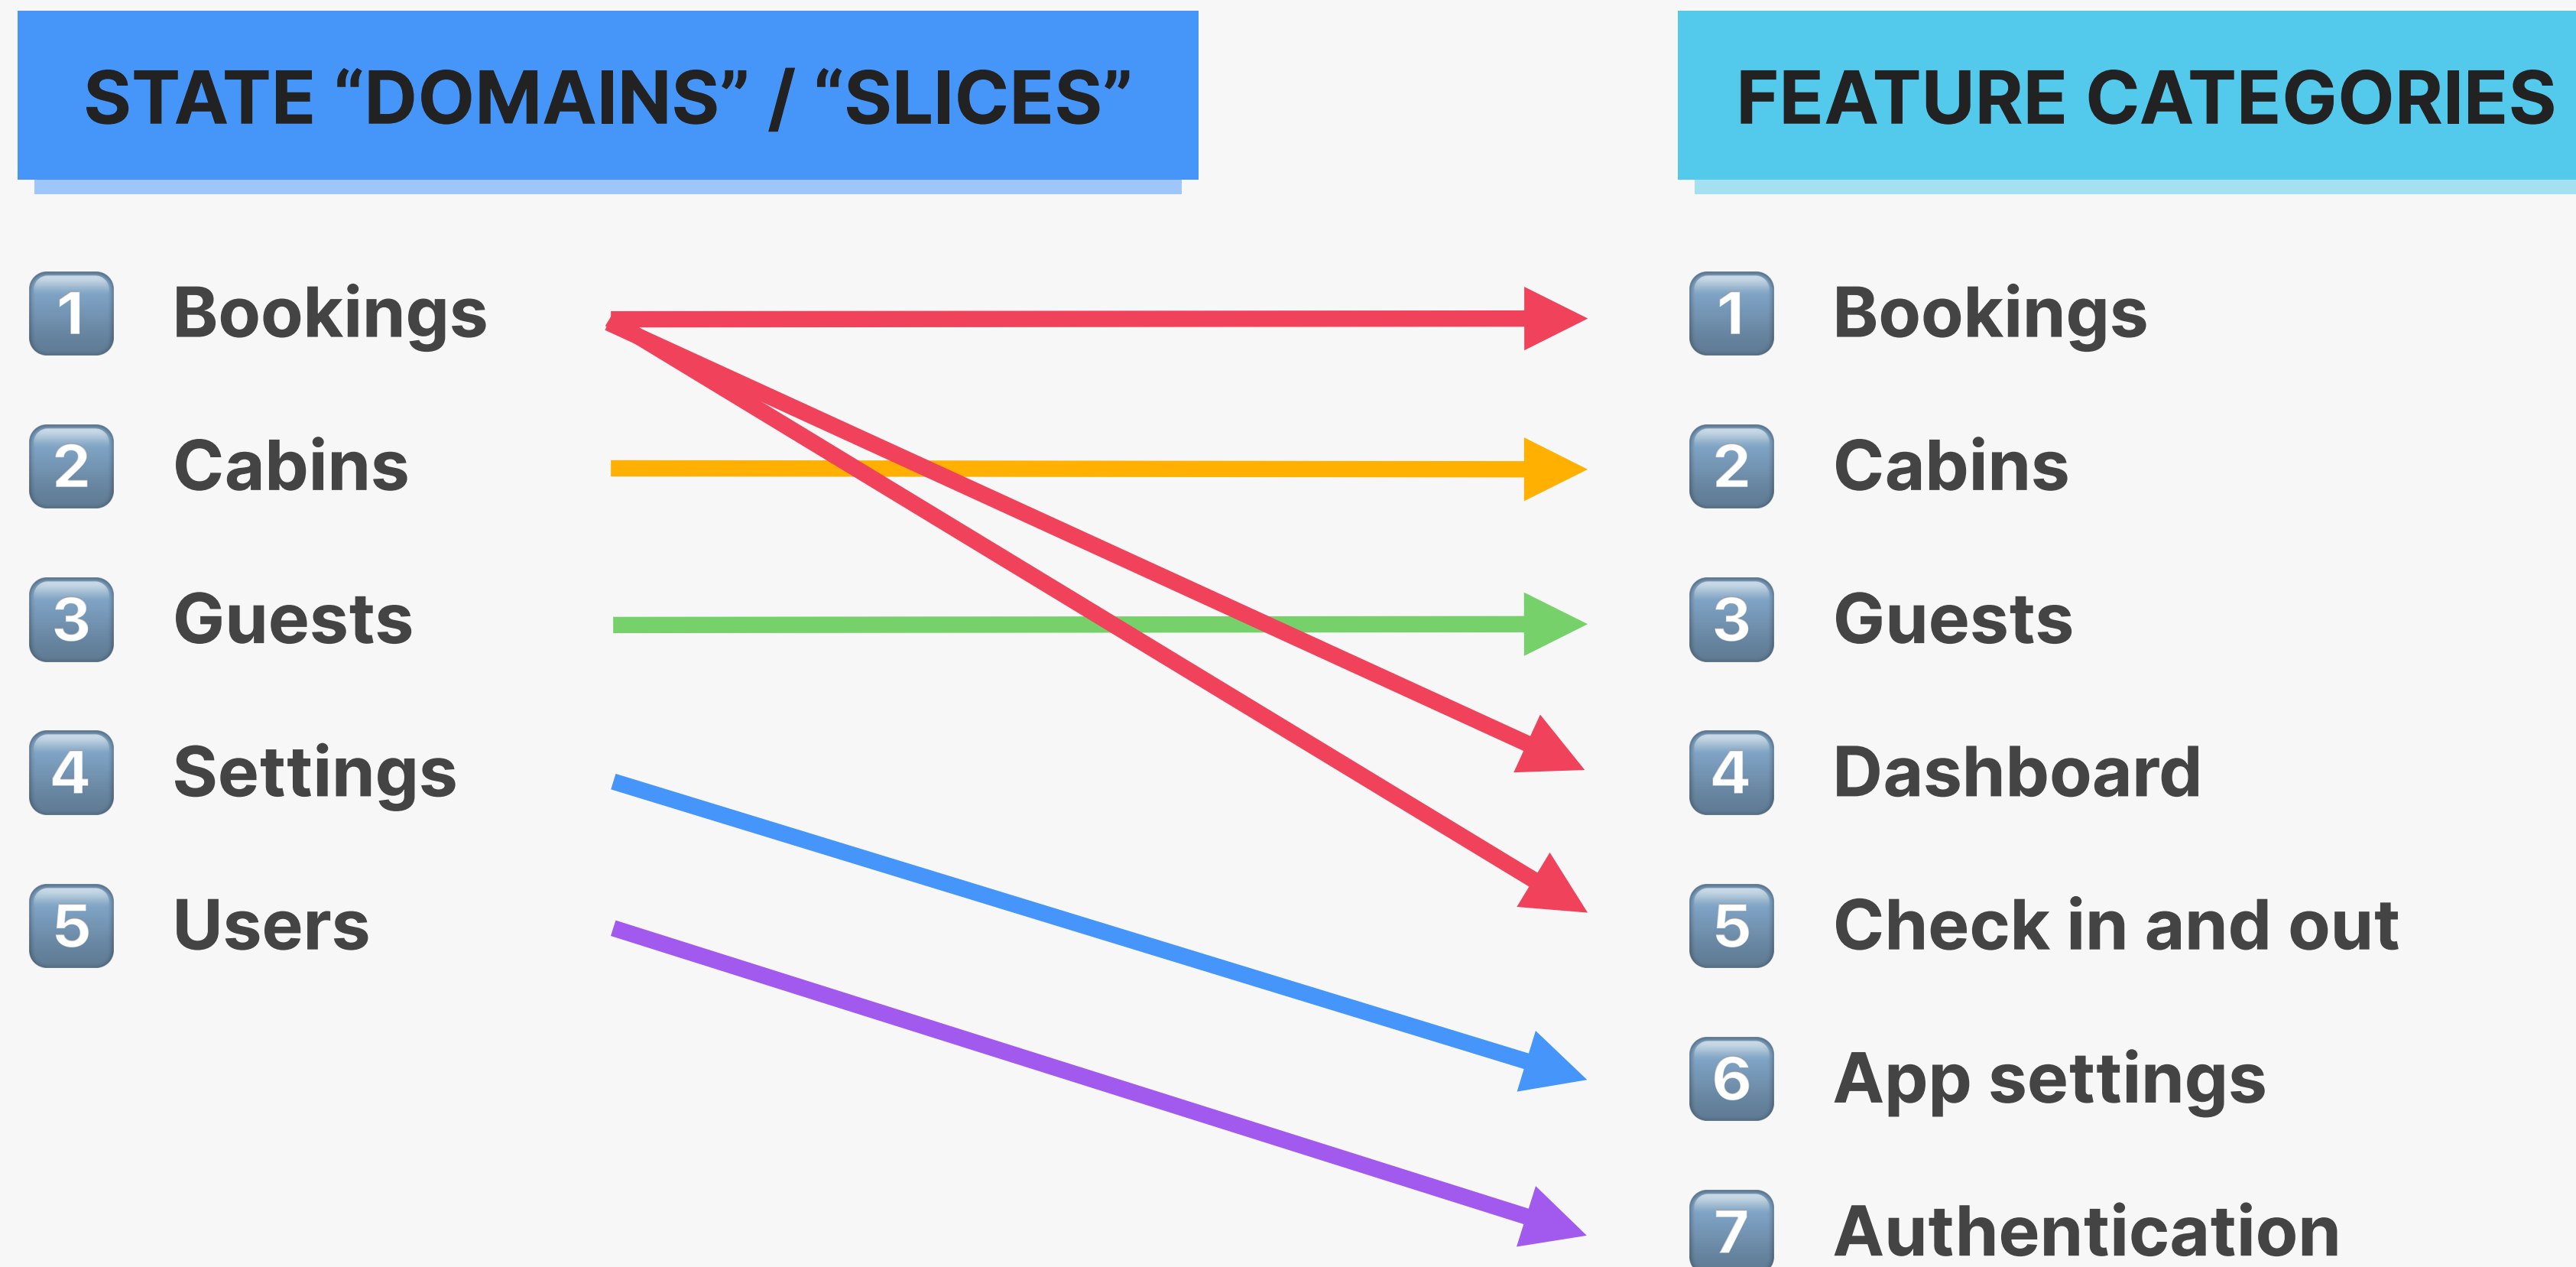 STATE “DOMAINS” / “SLICES”
1 Bookings
2 Cabins
3 Guests
4 Settings
5 Users
FEATURE CATEGORIES
1 Bookings
2 Cabins
3 Guests
4 Dashboard
5 Check in and out
6 App settings
7 Authentication